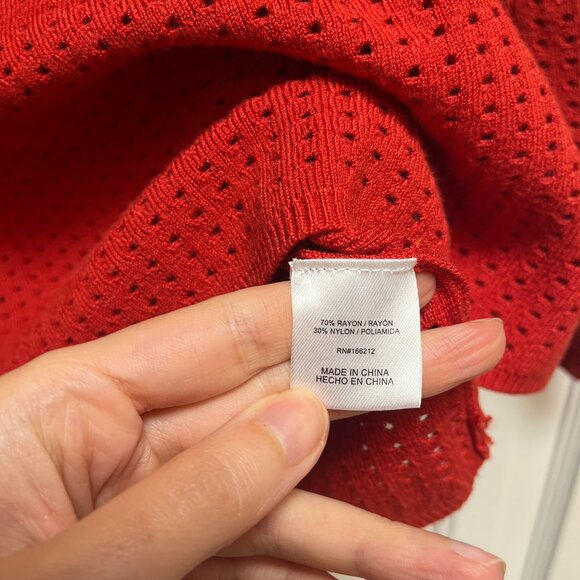 70% RAYON / RAYÓN
30% NYLON / POLIAMIDA
RN#166212
MADE IN CHINA
HECHO EN CHINA